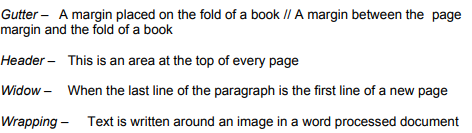 Gutter – A margin placed on the fold of a book // A margin between the page
margin and the fold of a book
Header – This is an area at the top of every page
Widow – When the last line of the paragraph is the first line of a new page
Wrapping – Text is written around an image in a word processed document